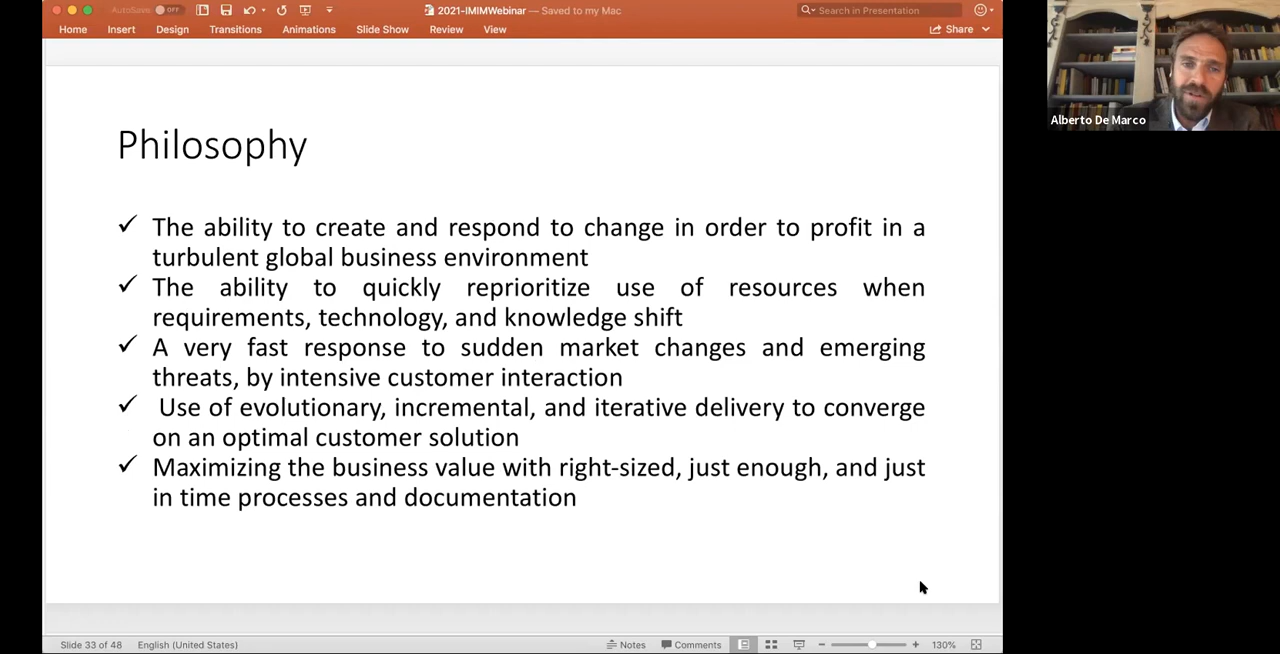 AutoSave OFF
2021-IMIMWebinar — Saved to my Mac
Search in Presentation
Home Insert Design Transitions Animations Slide Show Review View Share
Alberto De Marco
Philosophy
✓ The ability to create and respond to change in order to profit in a
turbulent global business environment
✓ The ability to quickly reprioritize use of resources when
requirements, technology, and knowledge shift
✓ A very fast response to sudden market changes and emerging
threats, by intensive customer interaction
✓ Use of evolutionary, incremental, and iterative delivery to converge
on an optimal customer solution
✓ Maximizing the business value with right-sized, just enough, and just
in time processes and documentation
Slide 33 of 48 English (United States) Notes Comments 130%